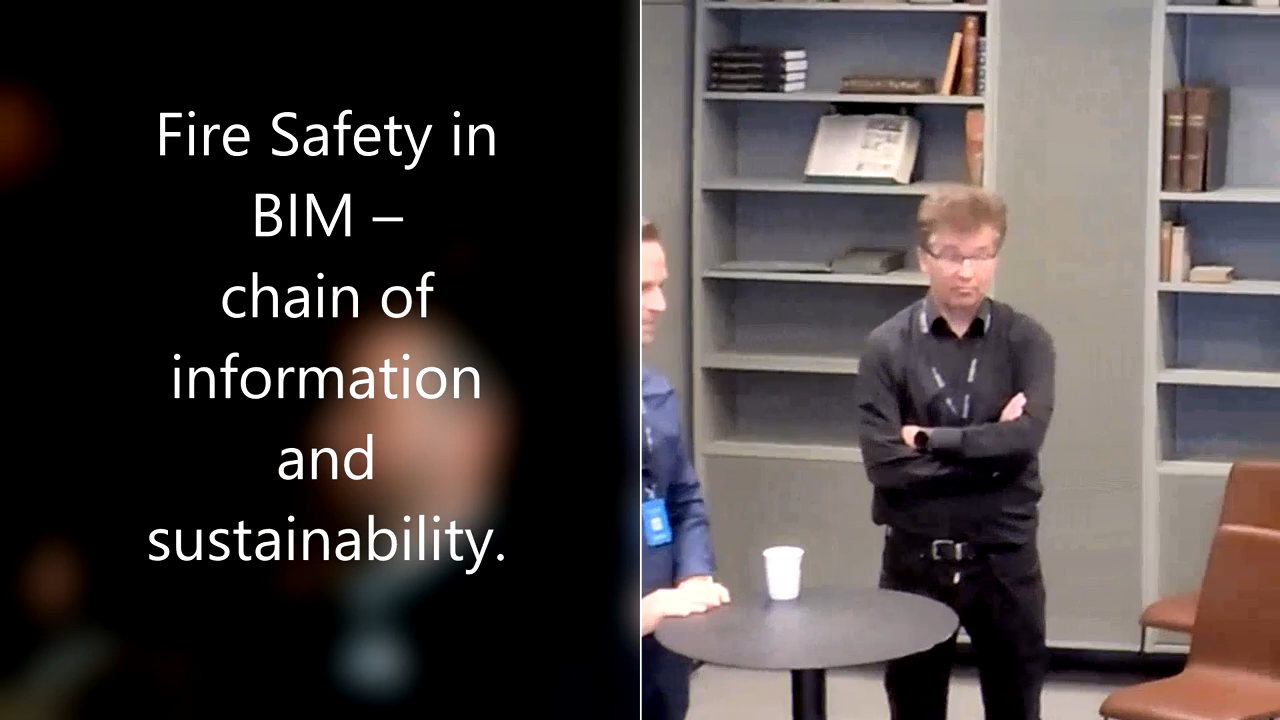 Fire Safety in
BIM –
chain of
information
and
sustainability.